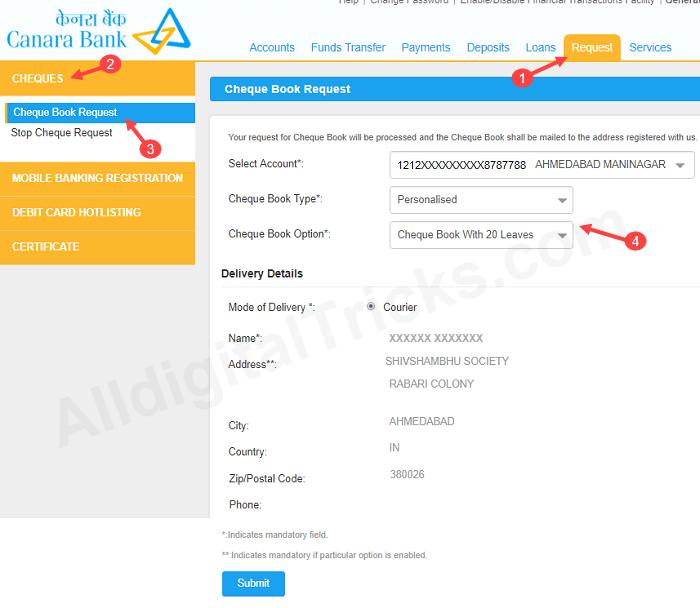 Help | Change Password | Enable/Disable Financial Transactions Facility |
केनरा बैंक
Canara Bank
Accounts Funds Transfer Payments Deposits Loans Request Services
1
CHEQUES
2
Cheque Book Request
Stop Cheque Request
3
MOBILE BANKING REGISTRATION
DEBIT CARD HOTLISTING
CERTIFICATE
Cheque Book Request
Your request for Cheque Book will be processed and the Cheque Book shall be mailed to the address registered with us.
Select Account*: 1212XXXXXXXXX8787788 AHMEDABAD MANINAGAR
Cheque Book Type*: Personalised
Cheque Book Option*: Cheque Book With 20 Leaves
4
Delivery Details
Mode of Delivery *: Courier
Name*: XXXXXX XXXXXXX
Address**: SHIVSHAMBHU SOCIETY
RABARI COLONY
City: AHMEDABAD
Country: IN
Zip/Postal Code: 380026
Phone:
*:Indicates mandatory field.
**:Indicates mandatory if particular option is enabled.
Submit
AlldigitalTricks.com